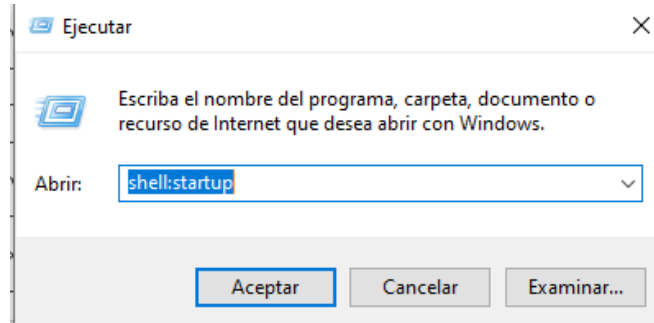 Ejecutar
Escriba el nombre del programa, carpeta, documento o
recurso de Internet que desea abrir con Windows.
Abrir: shell:startup
Aceptar Cancelar Examinar...